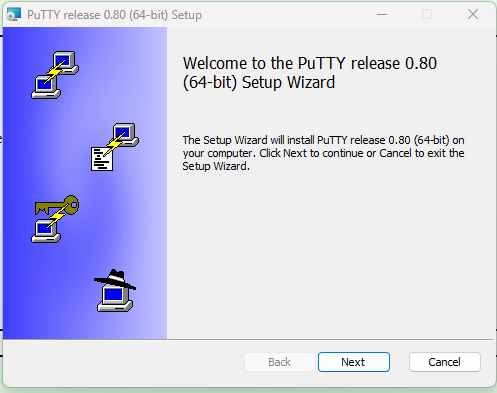 PuTTY release 0.80 (64-bit) Setup
Welcome to the PuTTY release 0.80
(64-bit) Setup Wizard
The Setup Wizard will install PuTTY release 0.80 (64-bit) on
your computer. Click Next to continue or Cancel to exit the
Setup Wizard.
Back
Next
Cancel